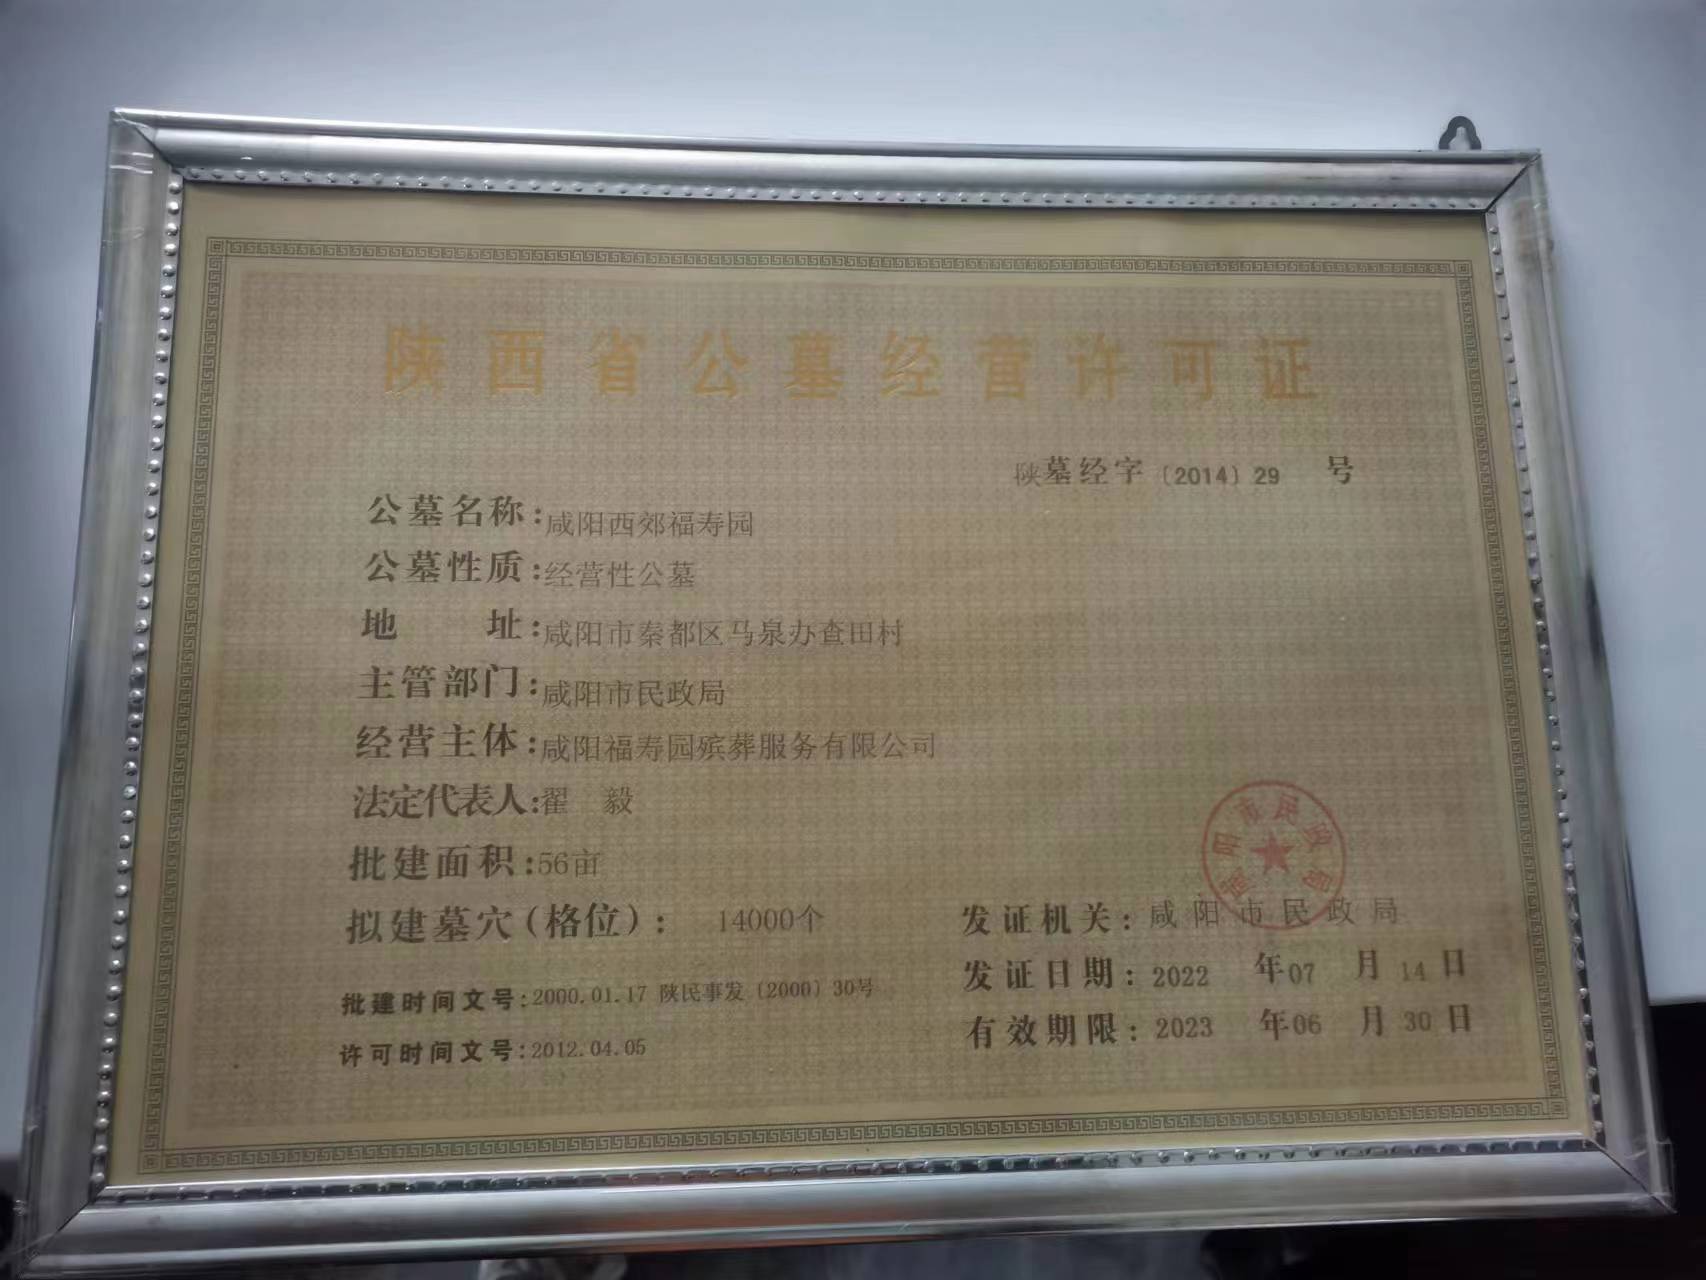 陕西省公墓经营许可证
陕墓经字〔2014〕29 号
公墓名称：咸阳西郊福寿园
公墓性质：经营性公墓
地 址：咸阳市秦都区马泉办查田村
主管部门：咸阳市民政局
经营主体：咸阳福寿园殡葬服务有限公司
法定代表人：翟 毅
批建面积：56亩
拟建墓穴（格位）： 14000个
批建时间文号：2000.01.17 陕民事发〔2000〕30号
许可时间文号：2012.04.05
咸阳市民政局
发证机关：咸阳市民政局
发证日期：2022 年07 月 14 日
有效期限：2023 年06 月 30 日